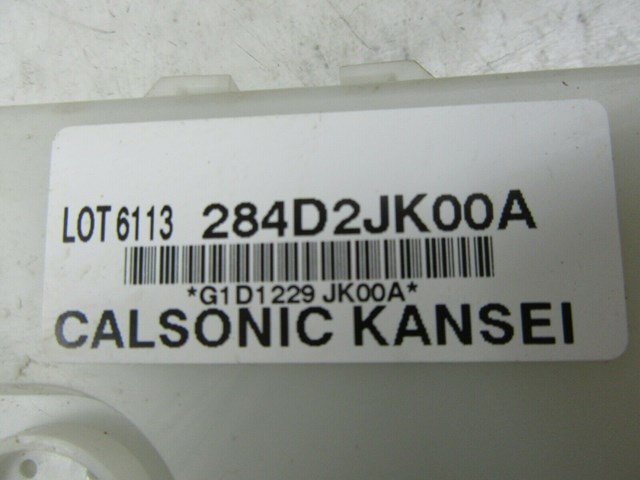 LOT 6113 284D2JK00A
*G1D1229 JK00A*
CALSONIC KANSEI